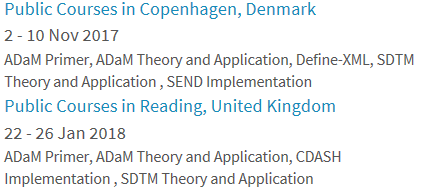 Public Courses in Copenhagen, Denmark
2 - 10 Nov 2017
ADaM Primer, ADaM Theory and Application, Define-XML, SDTM
Theory and Application , SEND Implementation
Public Courses in Reading, United Kingdom
22 - 26 Jan 2018
ADaM Primer, ADaM Theory and Application, CDASH
Implementation , SDTM Theory and Application